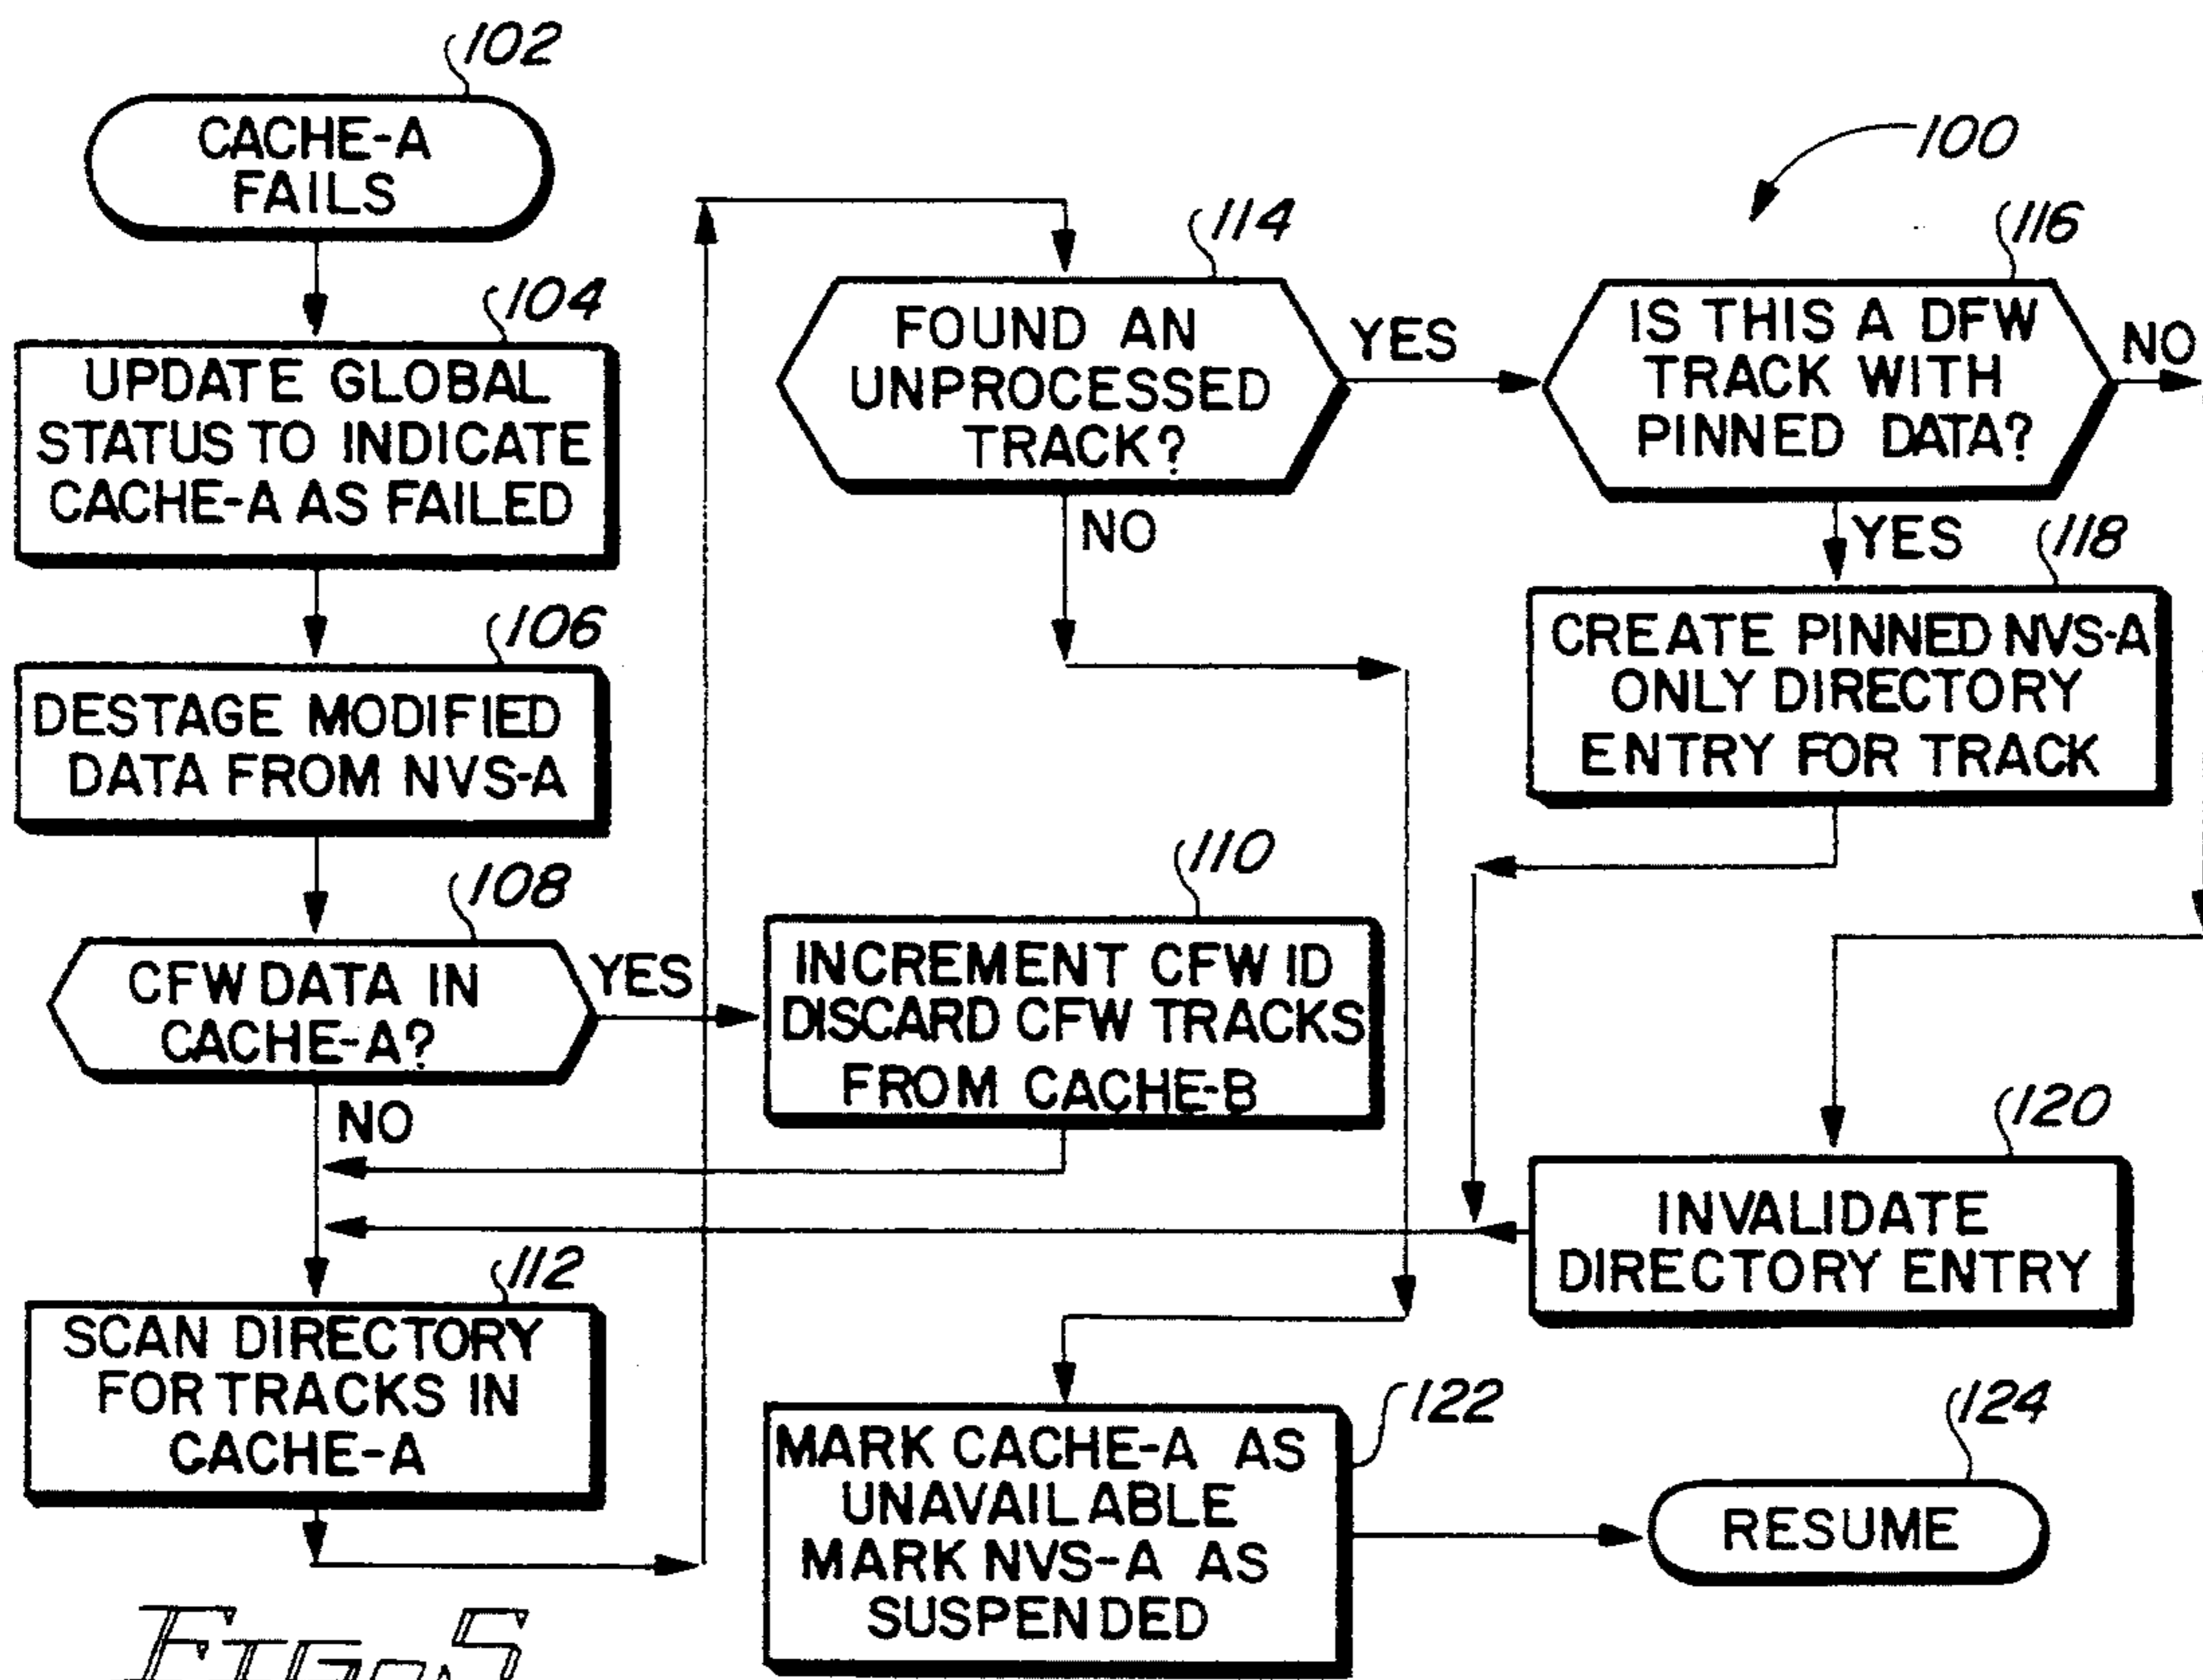 102
CACHE-A
FAILS
104
UPDATE GLOBAL
STATUS TO INDICATE
CACHE-A AS FAILED
106
DESTAGE MODIFIED
DATA FROM NVS-A
108
CFW DATA IN
CACHE-A?
YES
NO
110
INCREMENT CFW ID
DISCARD CFW TRACKS
FROM CACHE-B
112
SCAN DIRECTORY
FOR TRACKS IN
CACHE-A
100
114
FOUND AN
UNPROCESSED
TRACK?
YES
NO
116
IS THIS A DFW
TRACK WITH
PINNED DATA?
NO
YES
118
CREATE PINNED NVS-A
ONLY DIRECTORY
ENTRY FOR TRACK
120
INVALIDATE
DIRECTORY ENTRY
122
MARK CACHE-A AS
UNAVAILABLE
MARK NVS-A AS
SUSPENDED
124
RESUME
FIG. 5